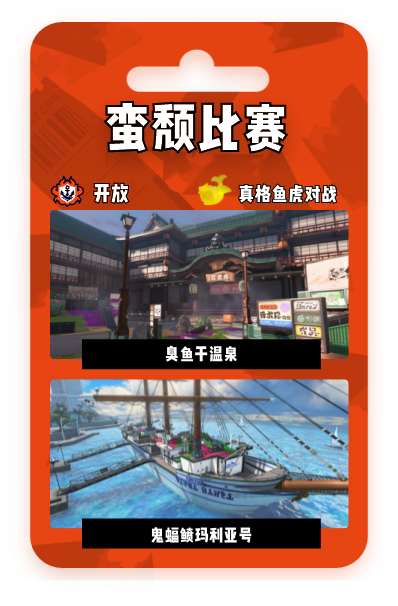 蛮颓比赛
开放
真格鱼虎对战
臭鱼干温泉
鬼蝠鲼玛利亚号